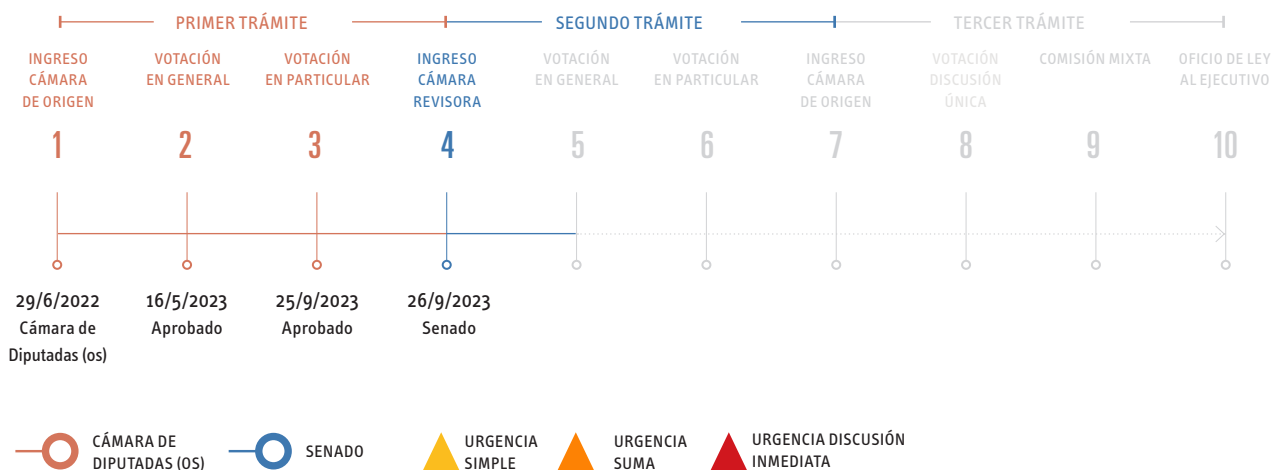 PRIMER TRÁMITE
SEGUNDO TRÁMITE
TERCER TRÁMITE
INGRESO
CÁMARA
DE ORIGEN
VOTACIÓN
EN GENERAL
VOTACIÓN
EN PARTICULAR
INGRESO
CÁMARA
REVISORA
VOTACIÓN
EN GENERAL
VOTACIÓN
EN PARTICULAR
INGRESO
CÁMARA
DE ORIGEN
VOTACIÓN
DISCUSIÓN
ÚNICA
COMISIÓN MIXTA
OFICIO DE LEY
AL EJECUTIVO
1
2
3
4
5
6
7
8
9
10
29/6/2022
Cámara de
Diputadas (os)
16/5/2023
Aprobado
25/9/2023
Aprobado
26/9/2023
Senado
CÁMARA DE
DIPUTADAS (OS)
SENADO
URGENCIA
SIMPLE
URGENCIA
SUMA
URGENCIA DISCUSIÓN
INMEDIATA